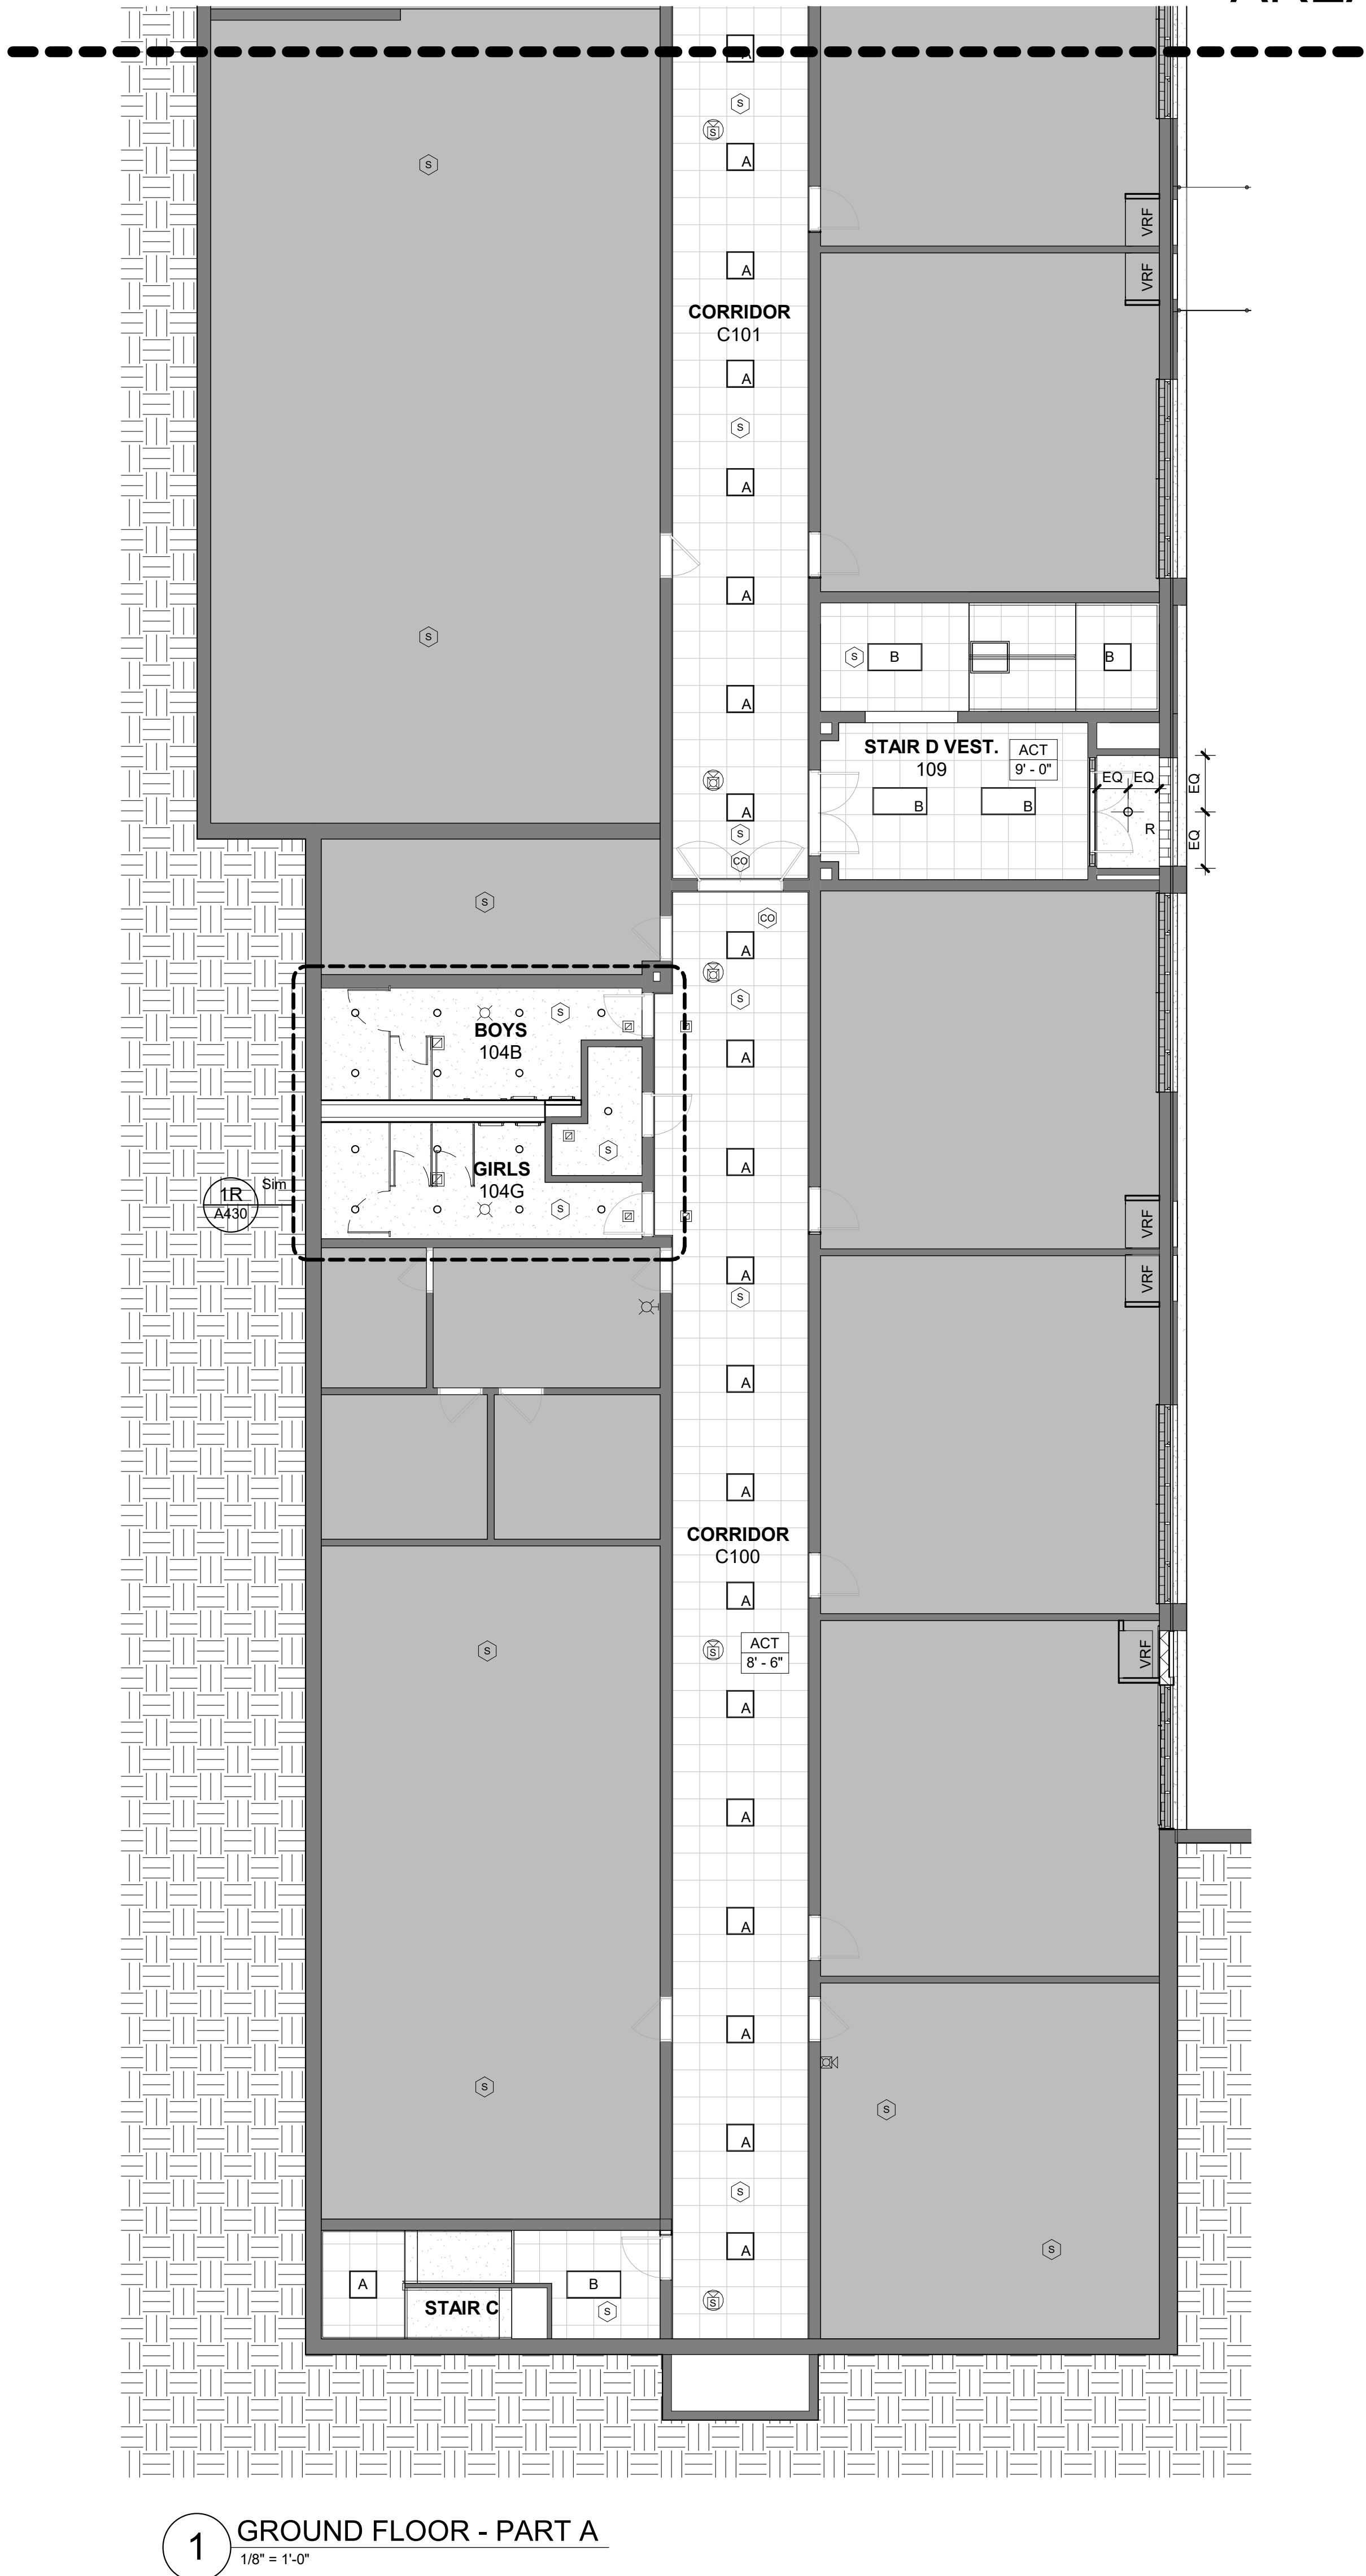 A
S
S
A
S
VRF
A
VRF
CORRIDOR
C101
A
S
A
A
S
S
B
B
A
STAIR D VEST.
109
ACT
9' - 0"
EQ
EQ
EQ
A
B
B
R
EQ
S
CO
S
CO
A
S
S
BOYS
104B
A
S
S
A
GIRLS
104G
S
Sim
1R
A430
VRF
A
VRF
S
A
A
CORRIDOR
C100
A
ACT
8' - 6"
S
S
VRF
A
A
A
A
S
S
A
S
A
S
A
B
STAIR C
S
S
1
GROUND FLOOR - PART A
1/8" = 1'-0"